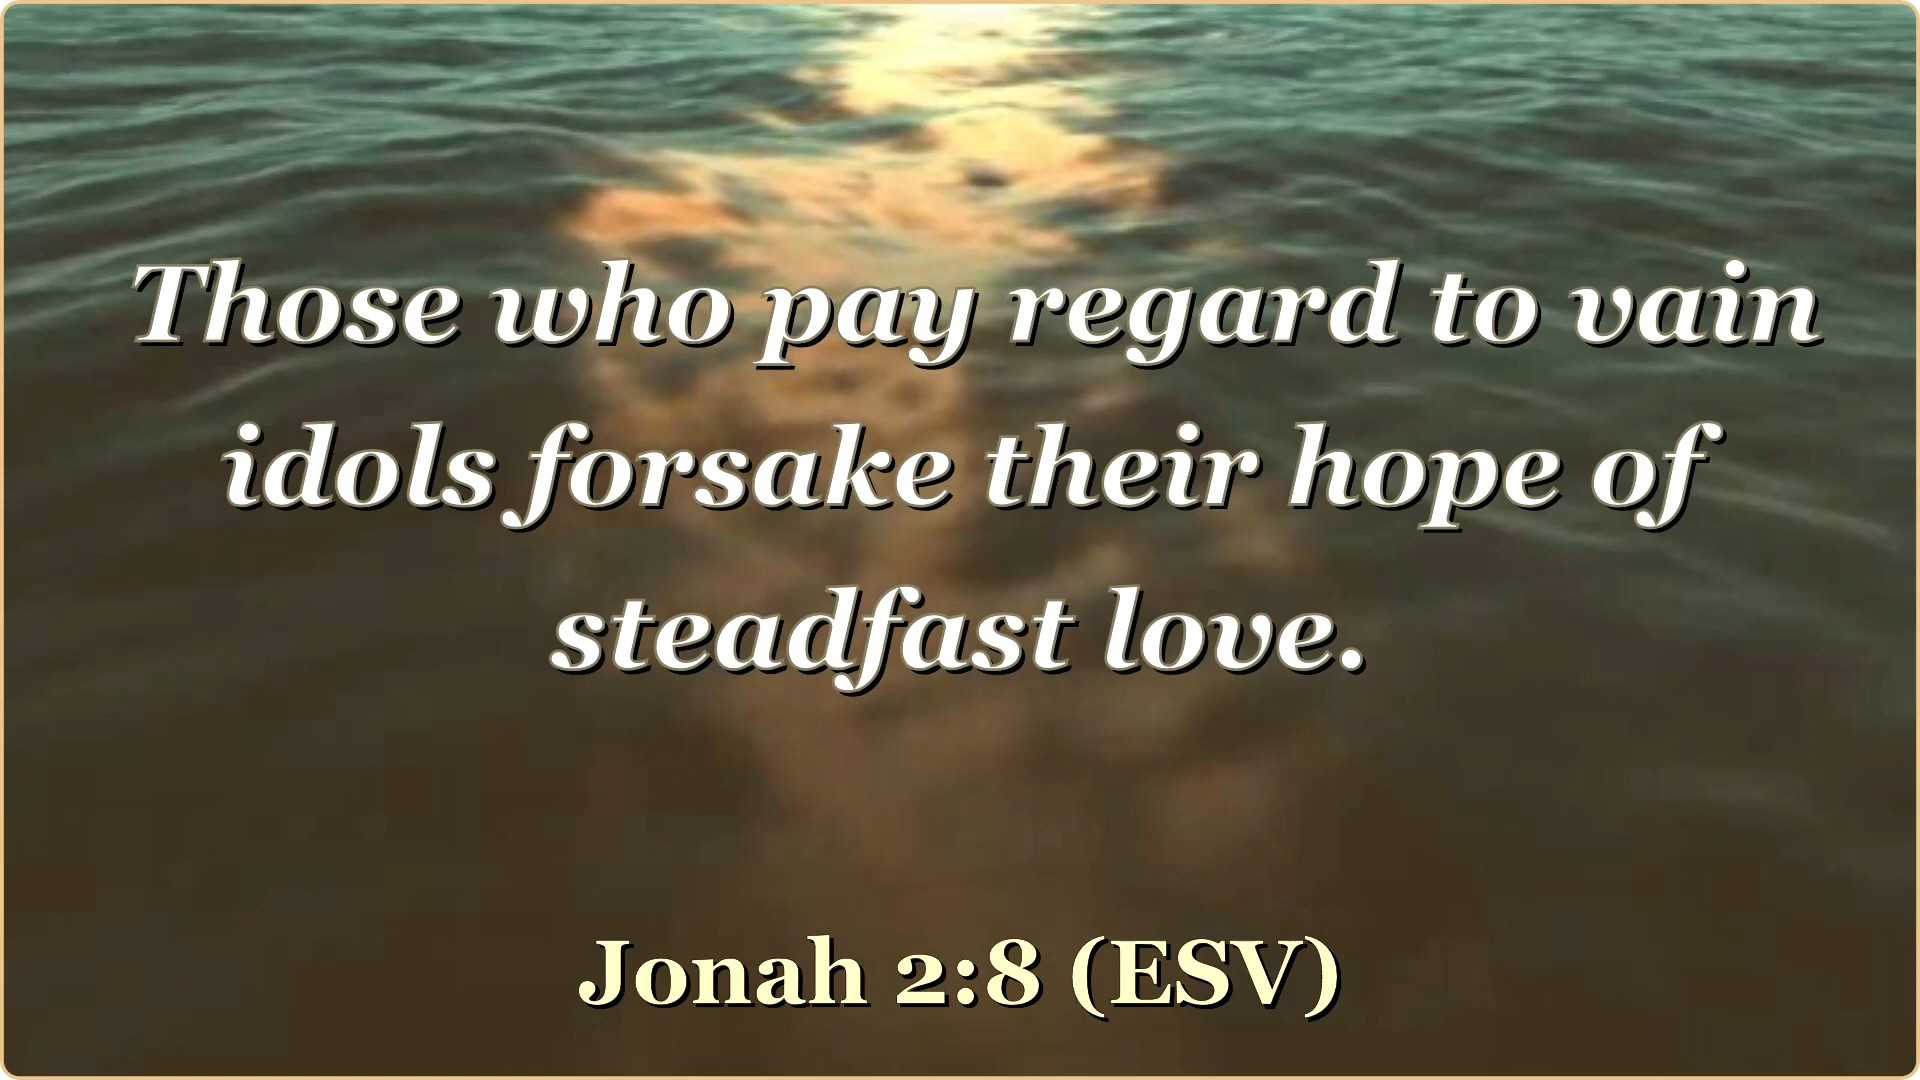 Those who pay regard to vain
idols forsake their hope of
steadfast love.
Jonah 2:8 (ESV)